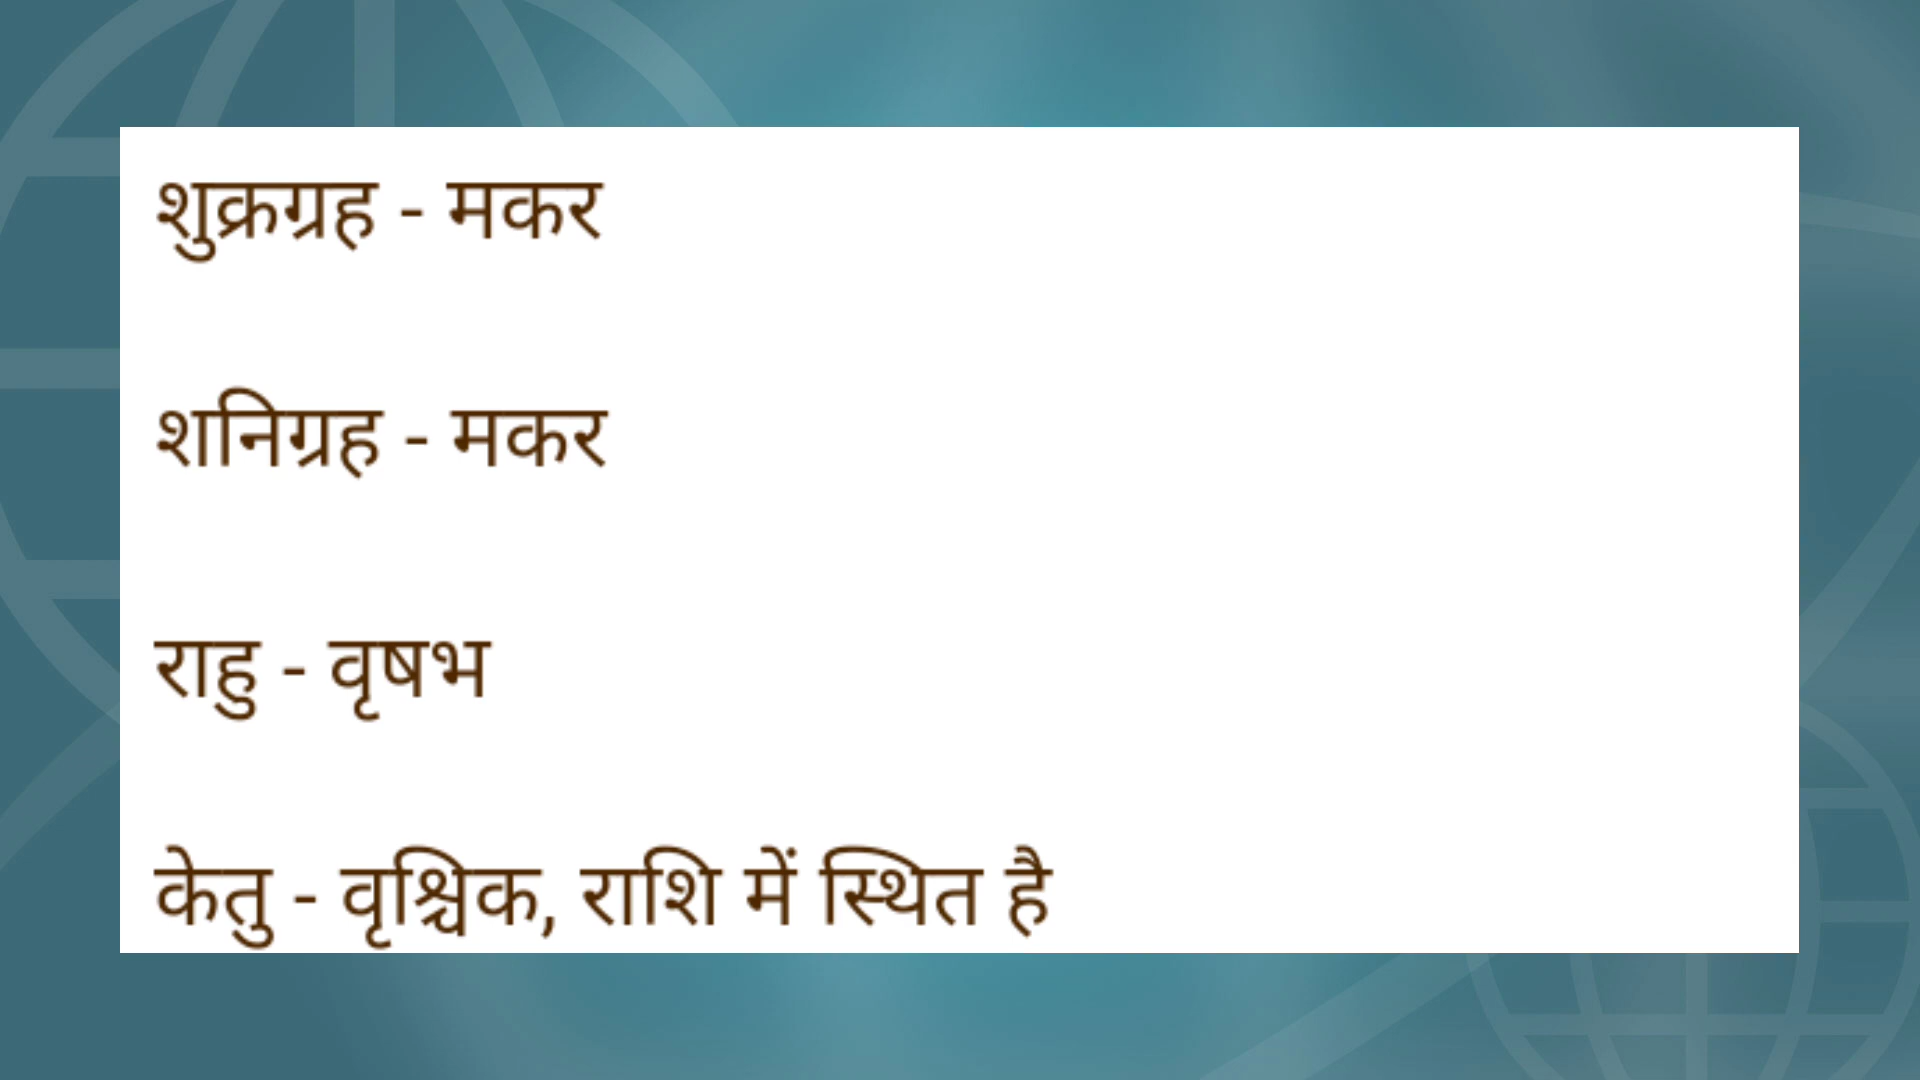 शुक्रग्रह - मकर
शनिग्रह - मकर
राहु - वृषभ
केतु - वृश्चिक, राशि में स्थित है